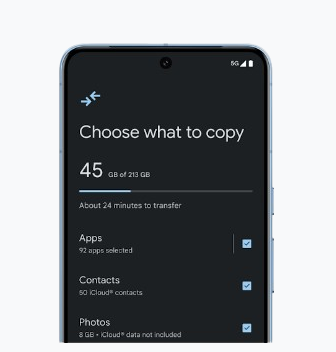 5G
Choose what to copy
45 GB of 213 GB
About 24 minutes to transfer
Apps
92 apps selected
Contacts
60 iCloud® contacts
Photos
8 GB • iCloud® data not included